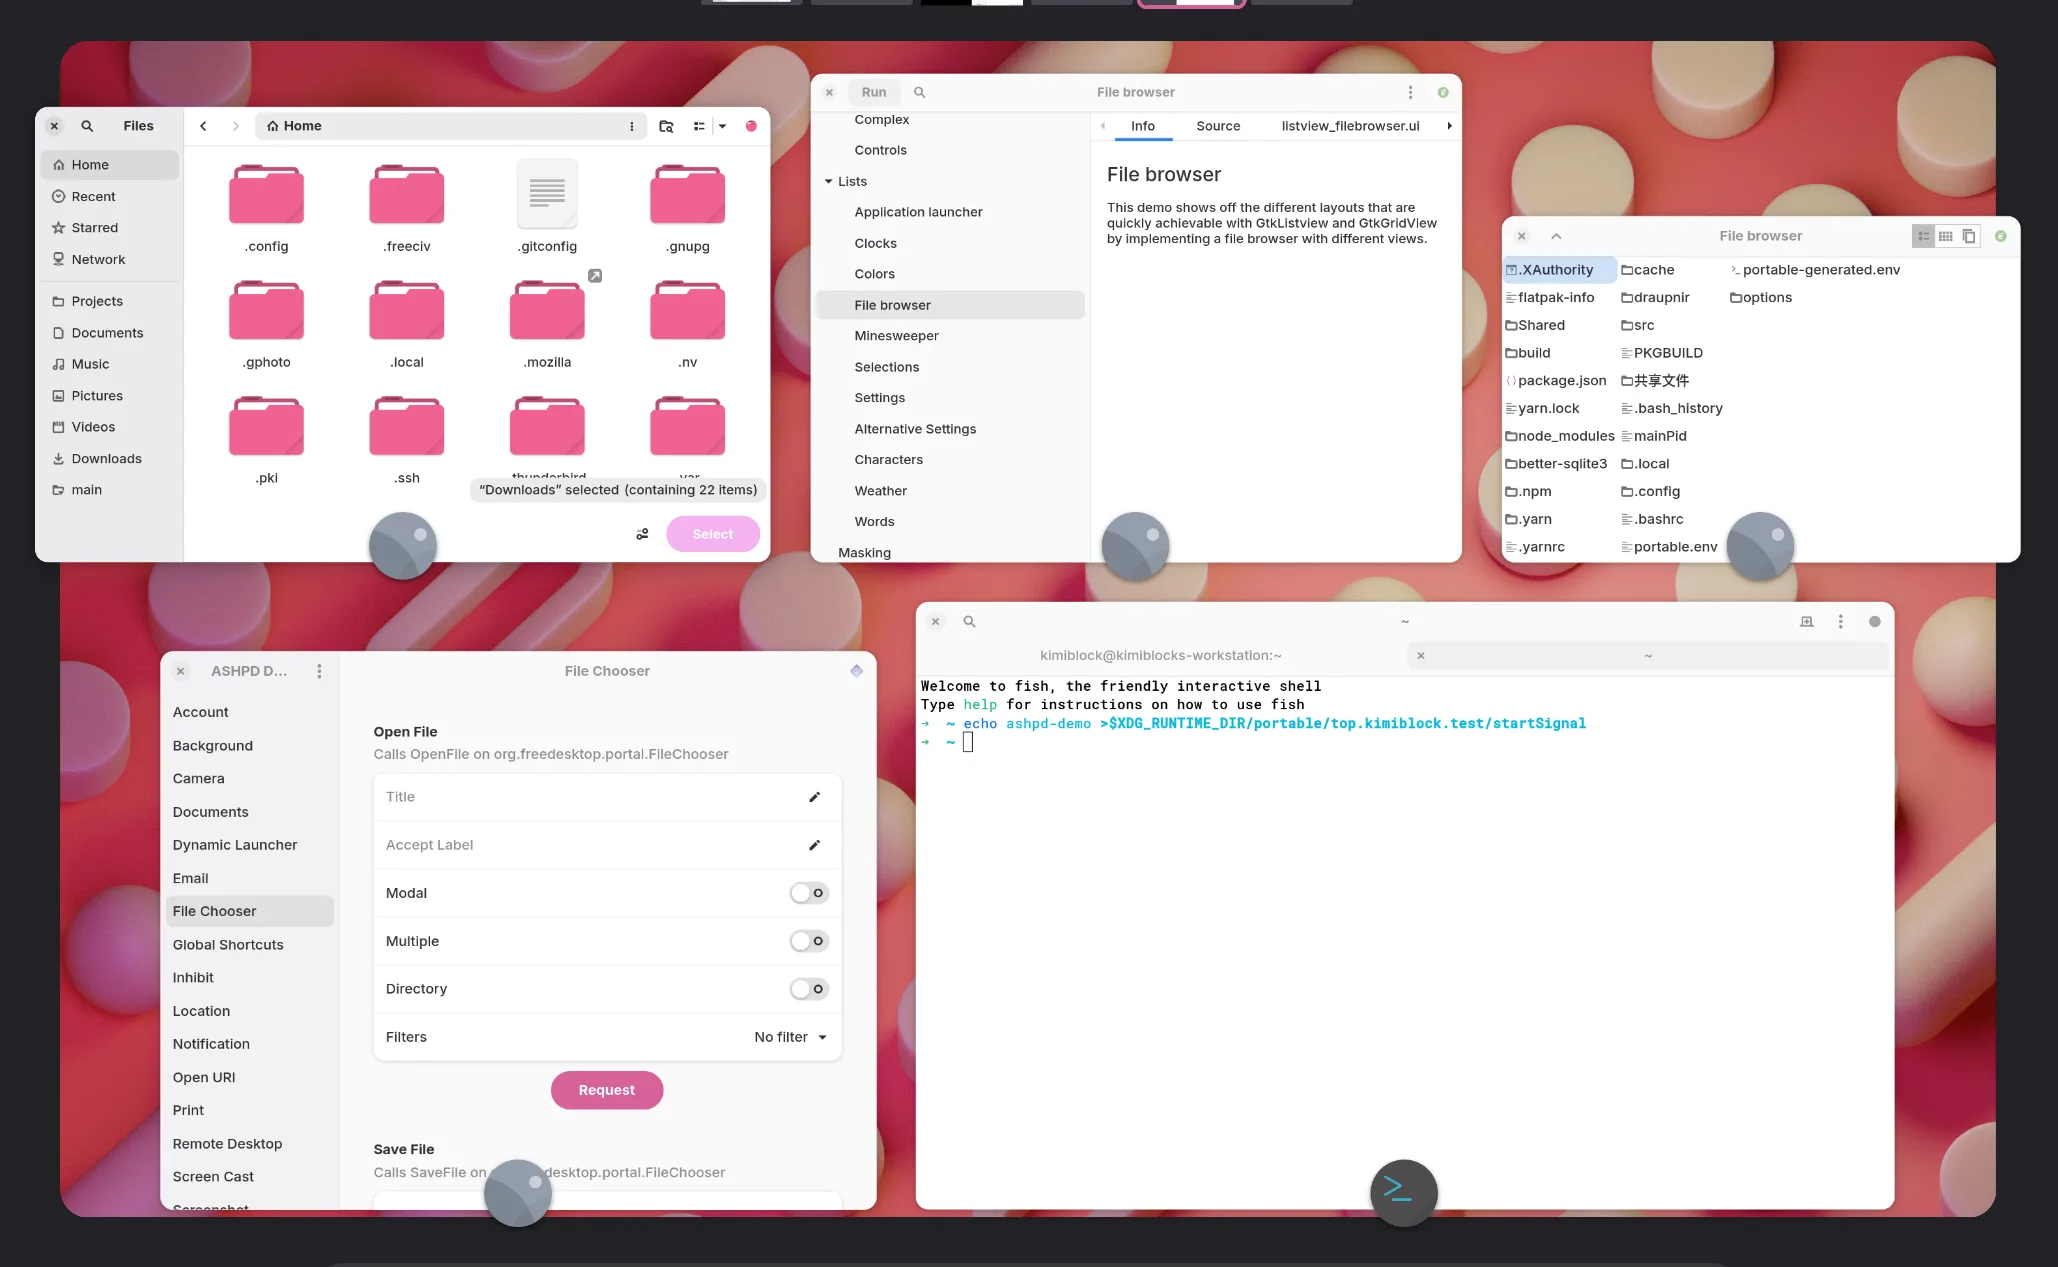 Files
Home
Home
Recent
Starred
Network
Projects
Documents
Music
Pictures
Videos
Downloads
main
.config
.freeciv
.gitconfig
.gnupg
.gphoto
.local
.mozilla
.nv
.pki
.ssh
.thunderbird
.var
“Downloads” selected (containing 22 items)
Select
Run
File browser
Complex
Controls
Lists
Application launcher
Clocks
Colors
File browser
Minesweeper
Selections
Settings
Alternative Settings
Characters
Weather
Words
Masking
Info
Source
listview_filebrowser.ui
File browser
This demo shows off the different layouts that are
quickly achievable with GtkListview and GtkGridView
by implementing a file browser with different views.
File browser
.XAuthority
flatpak-info
Shared
build
package.json
yarn.lock
node_modules
better-sqlite3
.npm
.yarn
.yarnrc
cache
draupnir
src
PKGBUILD
共享文件
.bash_history
mainPid
.local
.config
.bashrc
portable.env
portable-generated.env
options
ASHPD D...
Account
Background
Camera
Documents
Dynamic Launcher
Email
File Chooser
Global Shortcuts
Inhibit
Location
Notification
Open URI
Print
Remote Desktop
Screen Cast
Screenshot
File Chooser
Open File
Calls OpenFile on org.freedesktop.portal.FileChooser
Title
Accept Label
Modal
Multiple
Directory
Filters
No filter
Request
Save File
Calls SaveFile on desktop.portal.FileChooser
~
kimiblock@kimiblocks-workstation:~
~
Welcome to fish, the friendly interactive shell
Type help for instructions on how to use fish
➜ ~ echo ashpd-demo >$XDG_RUNTIME_DIR/portable/top.kimiblock.test/startSignal
➜ ~